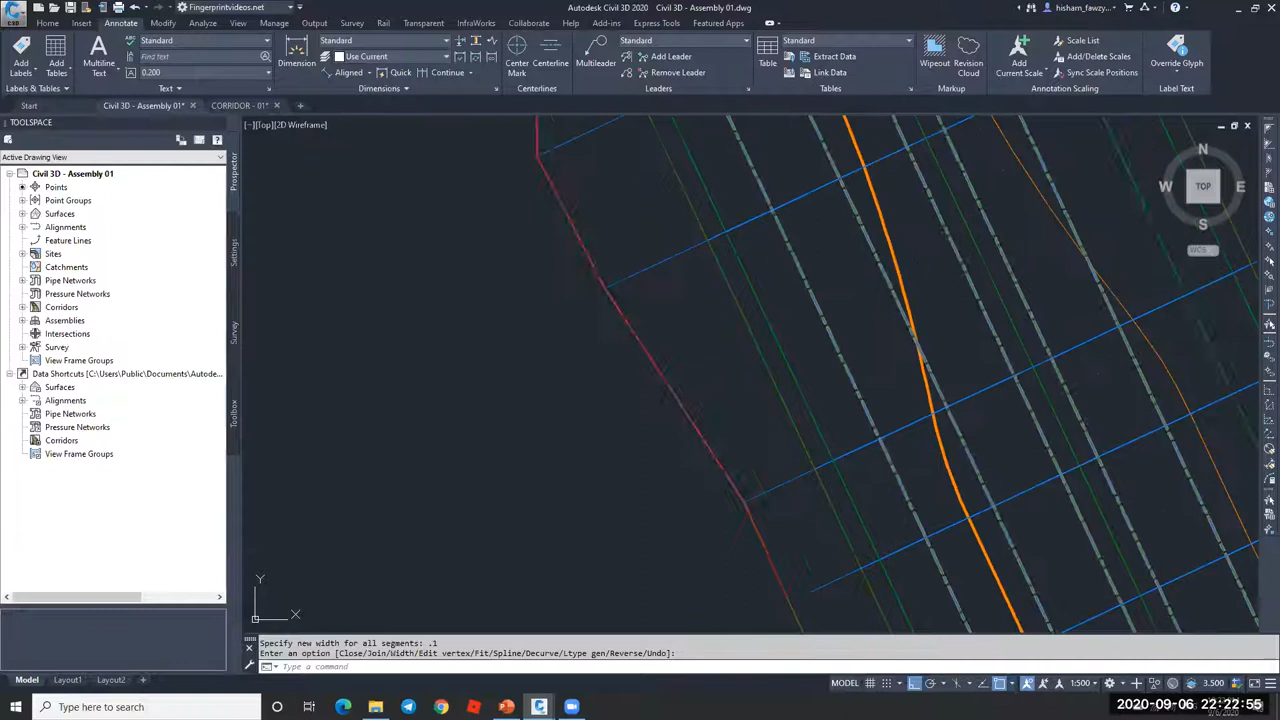 Fingerprintvideos.net
Autodesk Civil 3D 2020   Civil 3D - Assembly 01.dwg
hisham_fawzy...
C3D
Home Insert Annotate Modify Analyze View Manage Output Survey Rail Transparent InfraWorks Collaborate Help Add-ins Express Tools Featured Apps
Add Labels
Add Tables
Labels & Tables
Multiline Text
Standard
Find text
0.200
Text
Dimension
Standard
Use Current
Aligned Quick Continue
Dimensions
Center Mark
Centerline
Centerlines
Multileader
Standard
Add Leader
Remove Leader
Leaders
Table
Standard
Extract Data
Link Data
Tables
Wipeout
Revision Cloud
Markup
Add Current Scale
Scale List
Add/Delete Scales
Sync Scale Positions
Annotation Scaling
Override Glyph
Label Text
Start Civil 3D - Assembly 01* CORRIDOR - 01*
TOOLSPACE
Active Drawing View
Civil 3D - Assembly 01
Points
Point Groups
Surfaces
Alignments
Feature Lines
Sites
Catchments
Pipe Networks
Pressure Networks
Corridors
Assemblies
Intersections
Survey
View Frame Groups
Data Shortcuts [C:\Users\Public\Documents\Autode...
Surfaces
Alignments
Pipe Networks
Pressure Networks
Corridors
View Frame Groups
Prospector
Settings
Survey
Toolbox
[−][Top][2D Wireframe]
N
W TOP E
S
WCS
Y
X
Specify new width for all segments: .1
Enter an option [Close/Join/Width/Edit vertex/Fit/Spline/Decurve/Ltype gen/Reverse/Undo]:
Type a command
Model Layout1 Layout2
MODEL 1:500 3.500
Type here to search
2020-09-06 22:22:55